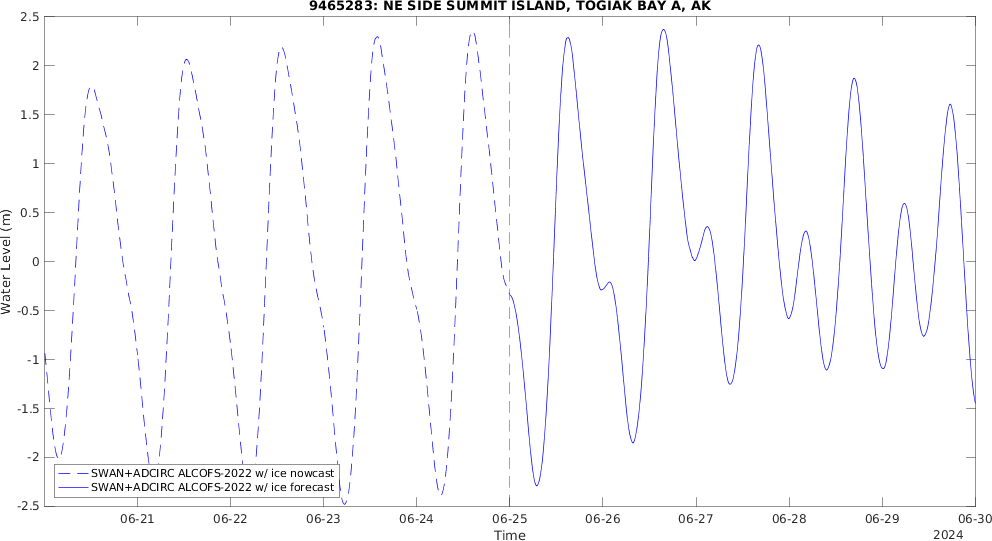 9465283: NE SIDE SUMMIT ISLAND, TOGIAK BAY A, AK
Water Level (m)
2.5
2
1.5
1
0.5
0
-0.5
-1
-1.5
-2
-2.5
SWAN+ADCIRC ALCOFS-2022 w/ ice nowcast
SWAN+ADCIRC ALCOFS-2022 w/ ice forecast
06-21 06-22 06-23 06-24 06-25 06-26 06-27 06-28 06-29 06-30
Time
2024